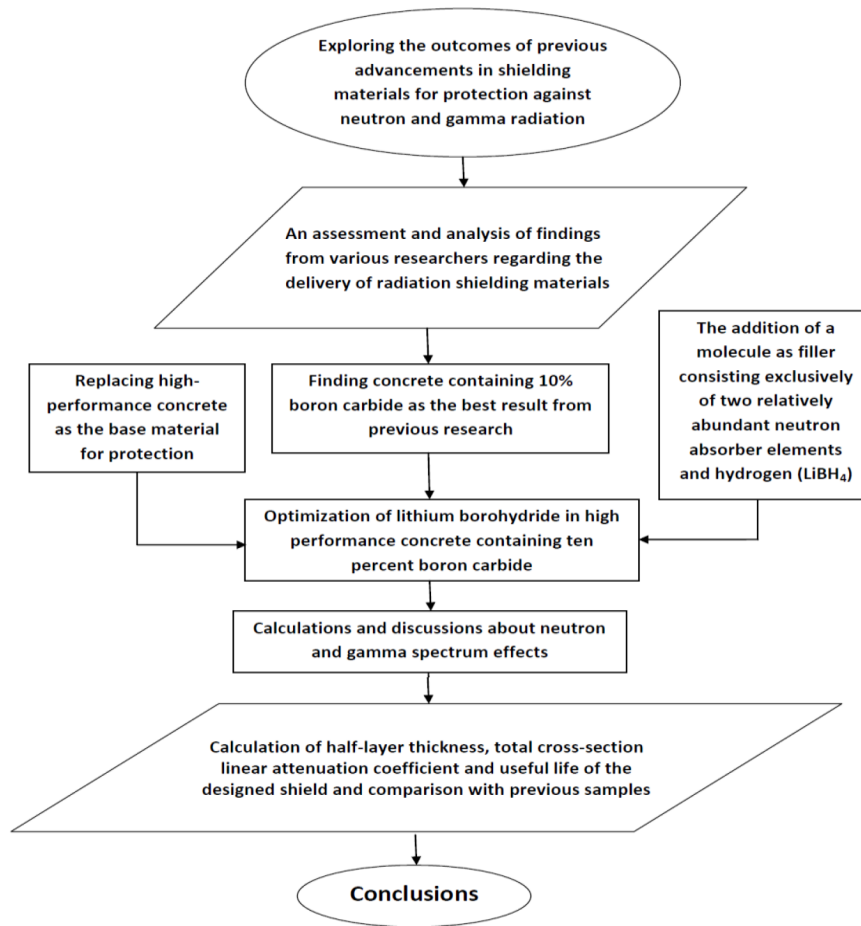 Exploring the outcomes of previous
advancements in shielding
materials for protection against
neutron and gamma radiation
An assessment and analysis of findings
from various researchers regarding the
delivery of radiation shielding materials
Replacing high-
performance concrete
as the base material
for protection
Finding concrete containing 10%
boron carbide as the best result from
previous research
The addition of a
molecule as filler
consisting exclusively
of two relatively
abundant neutron
absorber elements
and hydrogen (LiBH₄)
Optimization of lithium borohydride in high
performance concrete containing ten
percent boron carbide
Calculations and discussions about neutron
and gamma spectrum effects
Calculation of half-layer thickness, total cross-section
linear attenuation coefficient and useful life of the
designed shield and comparison with previous samples
Conclusions